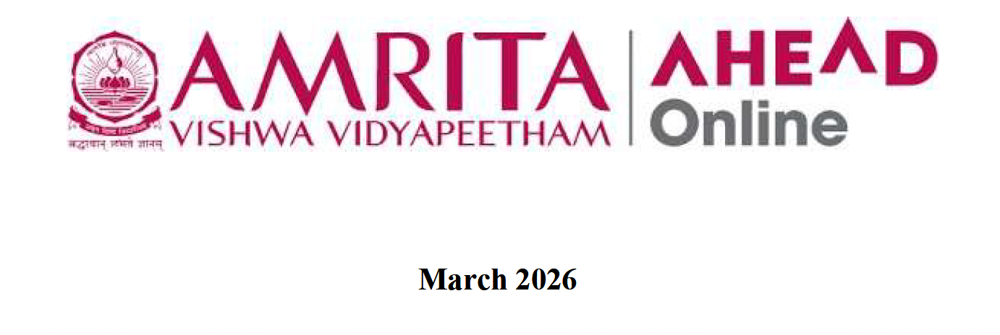 AMRITA
VISHWA VIDYAPEETHAM
AHEAD
Online
श्रद्धावान् लभते ज्ञानम्
March 2026